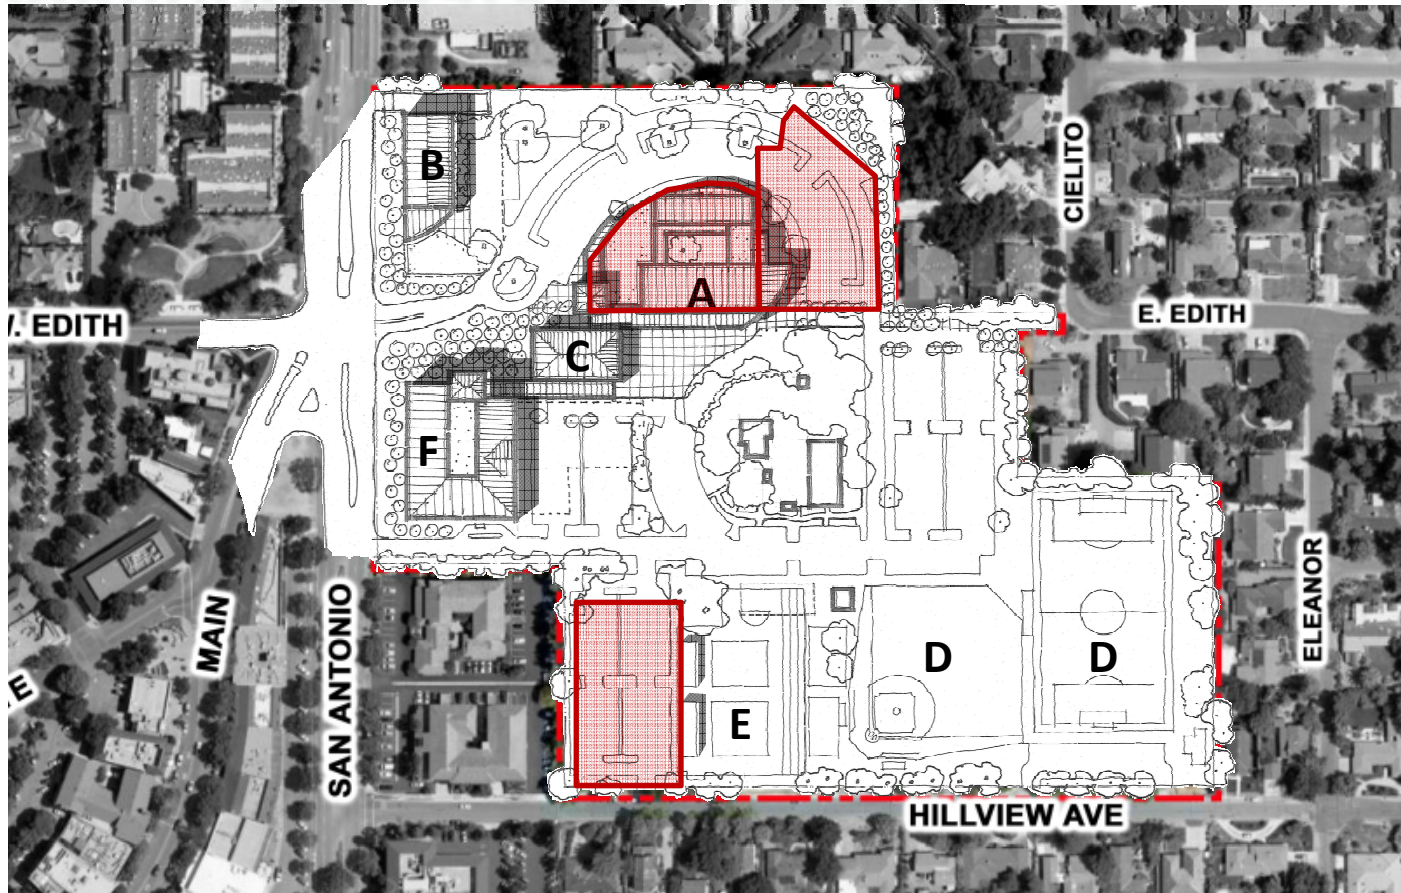 B
CIELITO
A
E. EDITH
. EDITH
C
F
ELEANOR
MAIN
SAN ANTONIO
D
D
E
HILLVIEW AVE